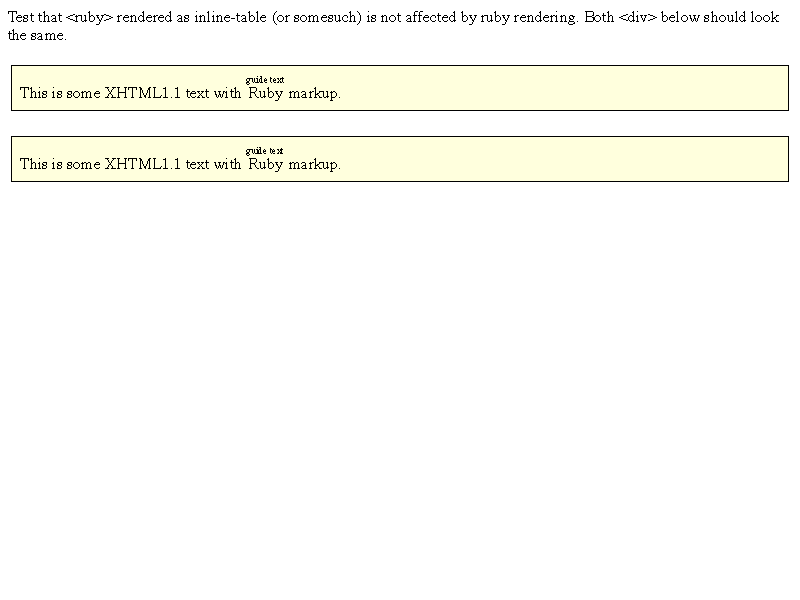 Test that <ruby> rendered as inline-table (or somesuch) is not affected by ruby rendering. Both <div> below should look
the same.
guide text
This is some XHTML1.1 text with Ruby markup.
guide text
This is some XHTML1.1 text with Ruby markup.